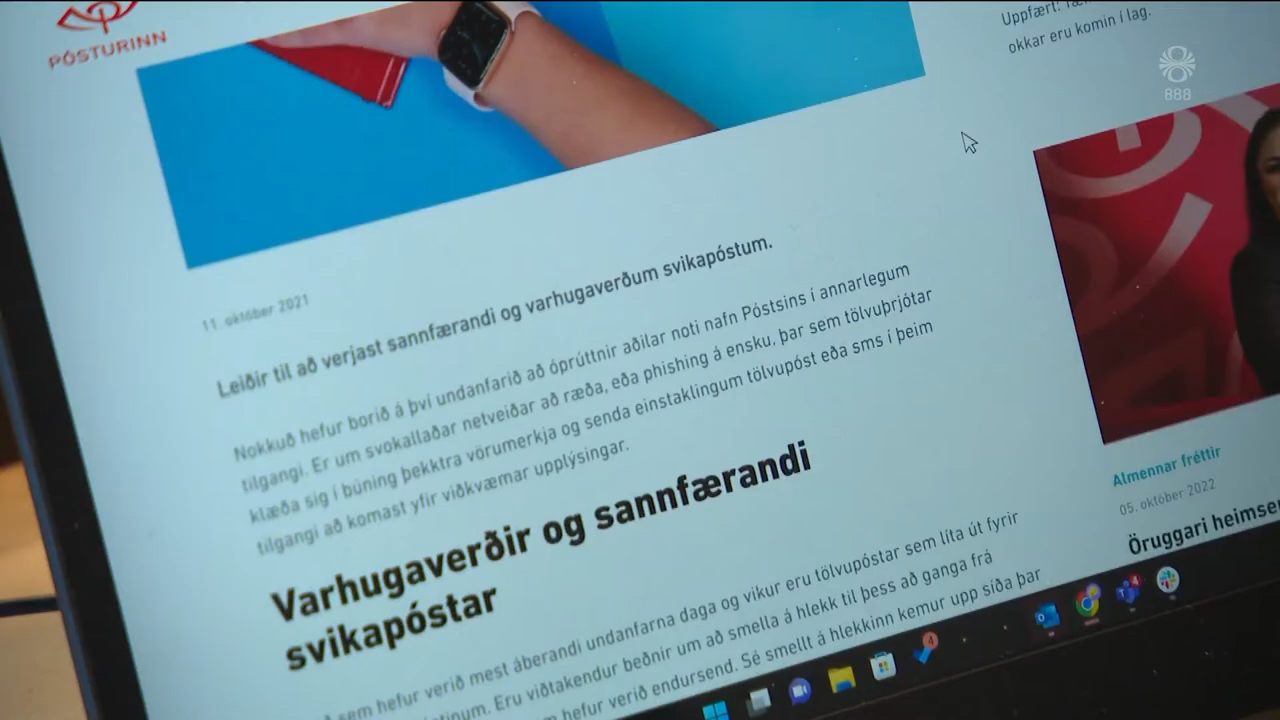 PÓSTURINN
11. október 2021
Leiðir til að verjast sannfærandi og varhugaverðum svikapóstum.
Nokkuð hefur borið á því undanfarið að óprúttnir aðilar noti nafn Póstsins í annarlegum
tilgangi. Er um svokallaðar netveiðar að ræða, eða phishing á ensku, þar sem tölvuþrjótar
klæða sig í búning þekktra vörumerkja og senda einstaklingum tölvupóst eða sms í þeim
tilgangi að komast yfir viðkvæmar upplýsingar.
Varhugaverðir og sannfærandi
svikapóstar
sem hefur verið mest áberandi undanfarna daga og vikur eru tölvupóstar sem líta út fyrir
Eru viðtakendur beðnir um að smella á hlekk til þess að ganga frá
hefur verið endursend. Sé smellt á hlekkinn kemur upp síða þar
Uppfært:
okkar eru komin í lag.
888
Almennar fréttir
05. október 2022
Öruggari
4
4